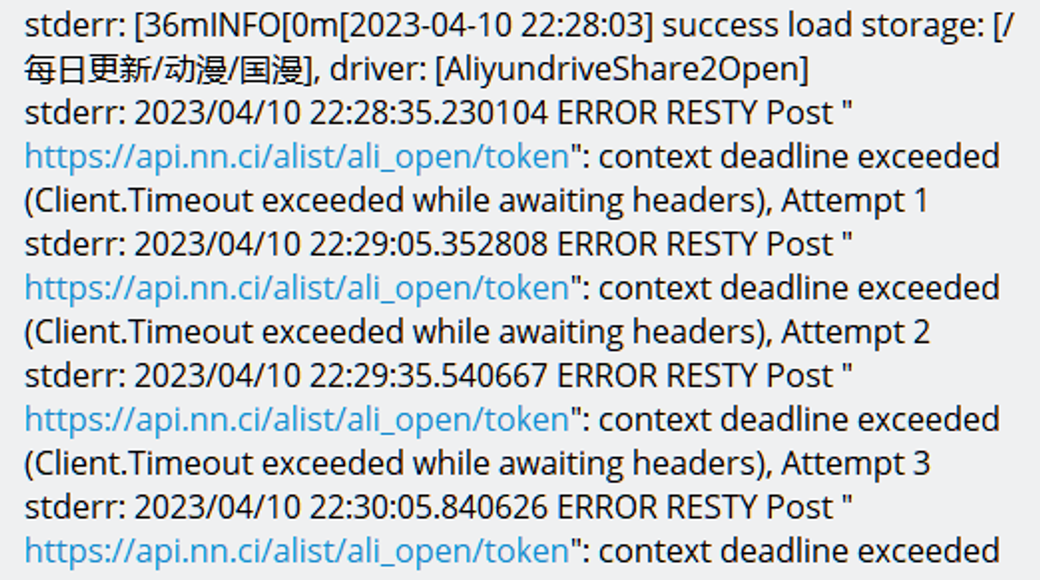 stderr: [36mINFO[0m[2023-04-10 22:28:03] success load storage: [/
每日更新/动漫/国漫], driver: [AliyundriveShare2Open]
stderr: 2023/04/10 22:28:35.230104 ERROR RESTY Post "
https://api.nn.ci/alist/ali_open/token": context deadline exceeded
(Client.Timeout exceeded while awaiting headers), Attempt 1
stderr: 2023/04/10 22:29:05.352808 ERROR RESTY Post "
https://api.nn.ci/alist/ali_open/token": context deadline exceeded
(Client.Timeout exceeded while awaiting headers), Attempt 2
stderr: 2023/04/10 22:29:35.540667 ERROR RESTY Post "
https://api.nn.ci/alist/ali_open/token": context deadline exceeded
(Client.Timeout exceeded while awaiting headers), Attempt 3
stderr: 2023/04/10 22:30:05.840626 ERROR RESTY Post "
https://api.nn.ci/alist/ali_open/token": context deadline exceeded